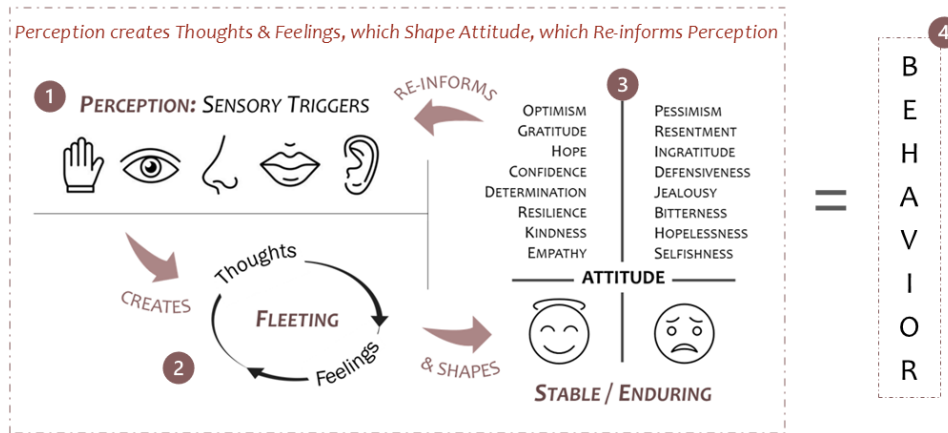 Perception creates Thoughts & Feelings, which Shape Attitude, which Re-informs Perception
1
PERCEPTION: SENSORY TRIGGERS
RE-INFORMS
CREATES
Thoughts
FLEETING
Feelings
2
& SHAPES
3
OPTIMISM
GRATITUDE
HOPE
CONFIDENCE
DETERMINATION
RESILIENCE
KINDNESS
EMPATHY
PESSIMISM
RESENTMENT
INGRATITUDE
DEFENSIVENESS
JEALOUSY
BITTERNESS
HOPELESSNESS
SELFISHNESS
ATTITUDE
STABLE / ENDURING
=
4
B
E
H
A
V
I
O
R